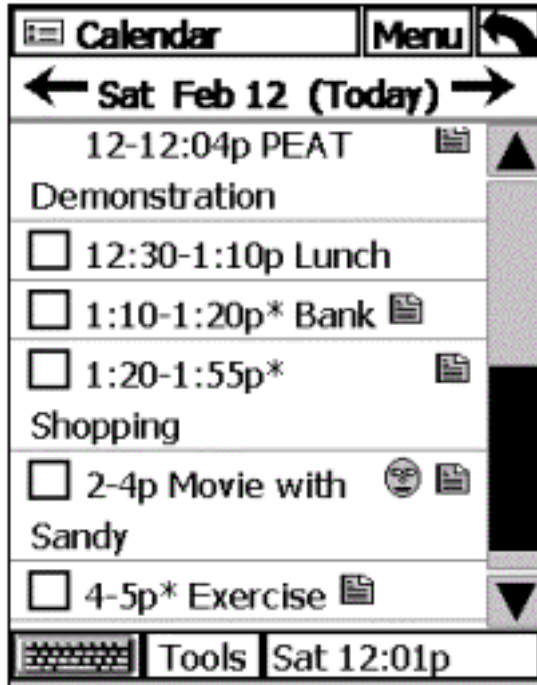 Calendar Menu
Sat Feb 12 (Today)
12-12:04p PEAT
Demonstration
12:30-1:10p Lunch
1:10-1:20p* Bank
1:20-1:55p*
Shopping
2-4p Movie with
Sandy
4-5p* Exercise
Tools Sat 12:01p